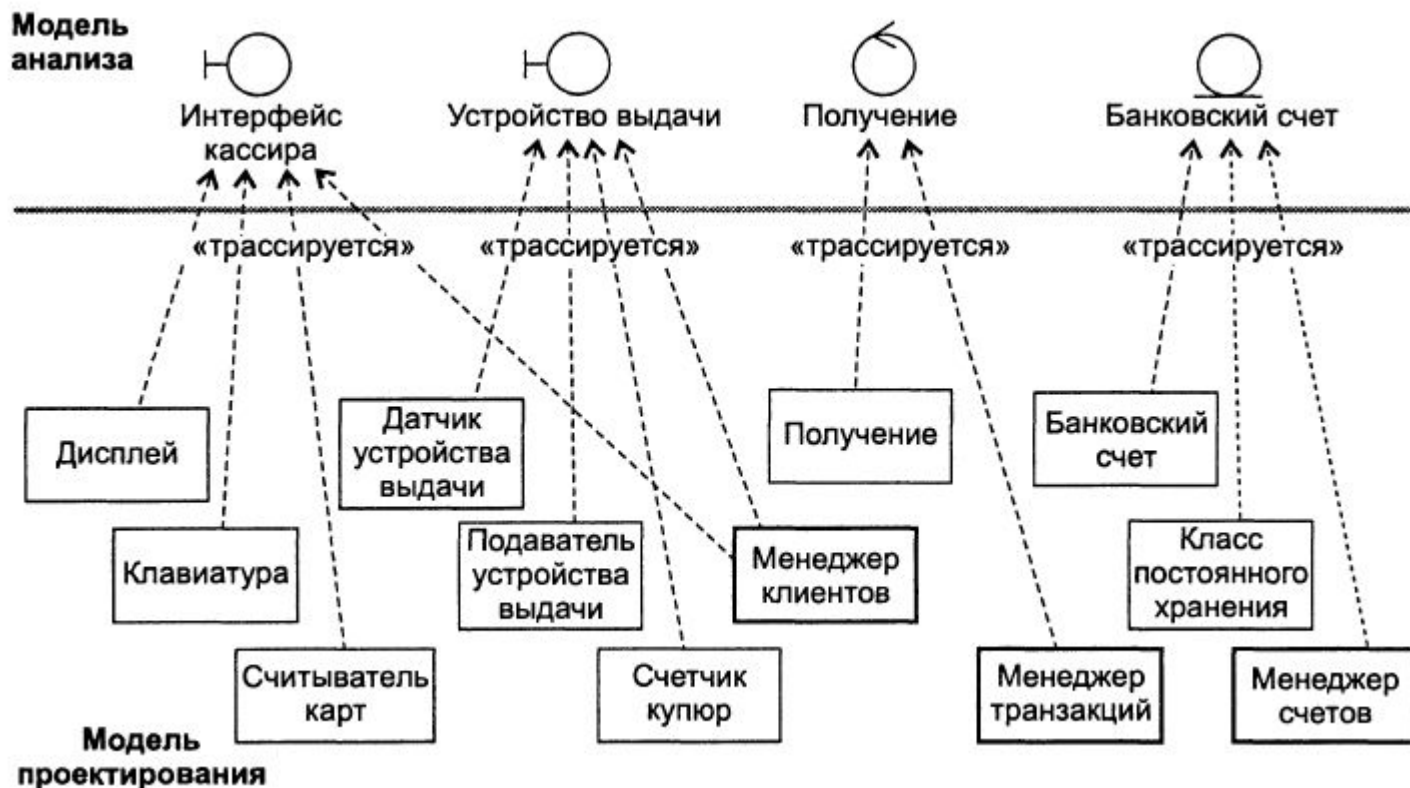 Модель
анализа
Интерфейс
кассира
Устройство выдачи
Получение
Банковский счет
«трассируется»
«трассируется»
«трассируется»
«трассируется»
Дисплей
Датчик
устройства
выдачи
Получение
Банковский
счет
Клавиатура
Подаватель
устройства
выдачи
Менеджер
клиентов
Класс
постоянного
хранения
Считыватель
карт
Счетчик
купюр
Менеджер
транзакций
Менеджер
счетов
Модель
проектирования